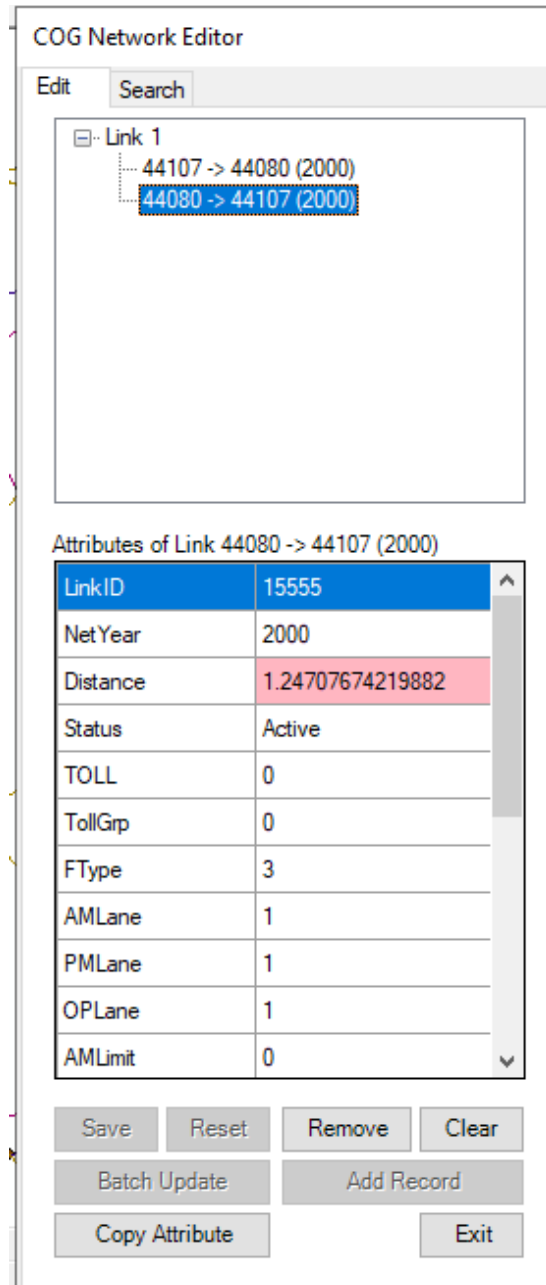 COG Network Editor
Edit Search
Link 1
44107 -> 44080 (2000)
44080 -> 44107 (2000)
Attributes of Link 44080 -> 44107 (2000)
LinkID 15555
NetYear 2000
Distance 1.24707674219882
Status Active
TOLL 0
TollGrp 0
FType 3
AMLane 1
PMLane 1
OPLane 1
AMLimit 0
Save Reset Remove Clear
Batch Update Add Record
Copy Attribute Exit